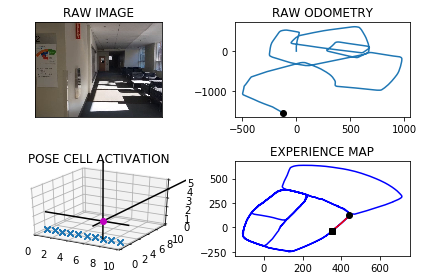 RAW IMAGE
RAW ODOMETRY
0
−1000
−500 0 500 1000
POSE CELL ACTIVATION
5
4
3
2
1
0
0 2 4 6 8 10
0 2 4 6 8 10
EXPERIENCE MAP
500
250
0
−250
0 200 400 600